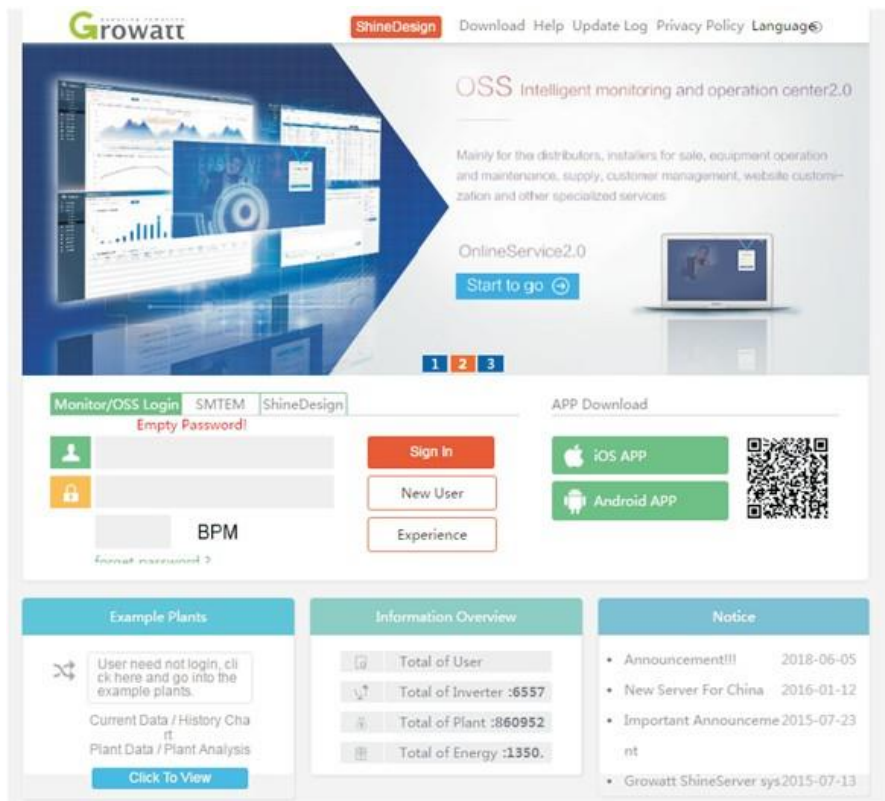 Growatt
ShineDesign Download Help Update Log Privacy Policy Language
OSS Intelligent monitoring and operation center2.0
Mainly for the distributors, installers for sale, equipment operation
and maintenance, supply, customer management, website customi-
zation and other specialized services
OnlineService2.0
Start to go
1 2 3
Monitor/OSS Login SMTEM ShineDesign
Empty Password!
Sign In
New User
BPM
Experience
forget password ?
APP Download
iOS APP
Android APP
Example Plants
User need not login, cli
ck here and go into the
example plants.
Current Data / History Cha
rt
Plant Data / Plant Analysis
Click To View
Information Overview
Total of User
Total of Inverter :6557
Total of Plant :860952
Total of Energy :1350.
Notice
Announcement!!! 2018-06-05
New Server For China 2016-01-12
Important Announceme 2015-07-23
nt
Growatt ShineServer sys 2015-07-13